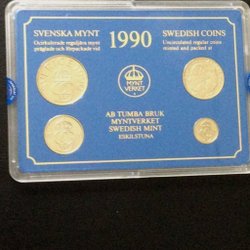 SVENSKA MYNT
Ocirkulerade reguljära mynt
präglade och förpackade vid
1990
SWEDISH COINS
Uncirculated regular coins
minted and packed at
MYNT
VERKET
AB TUMBA BRUK
MYNTVERKET
SWEDISH MINT
ESKILSTUNA